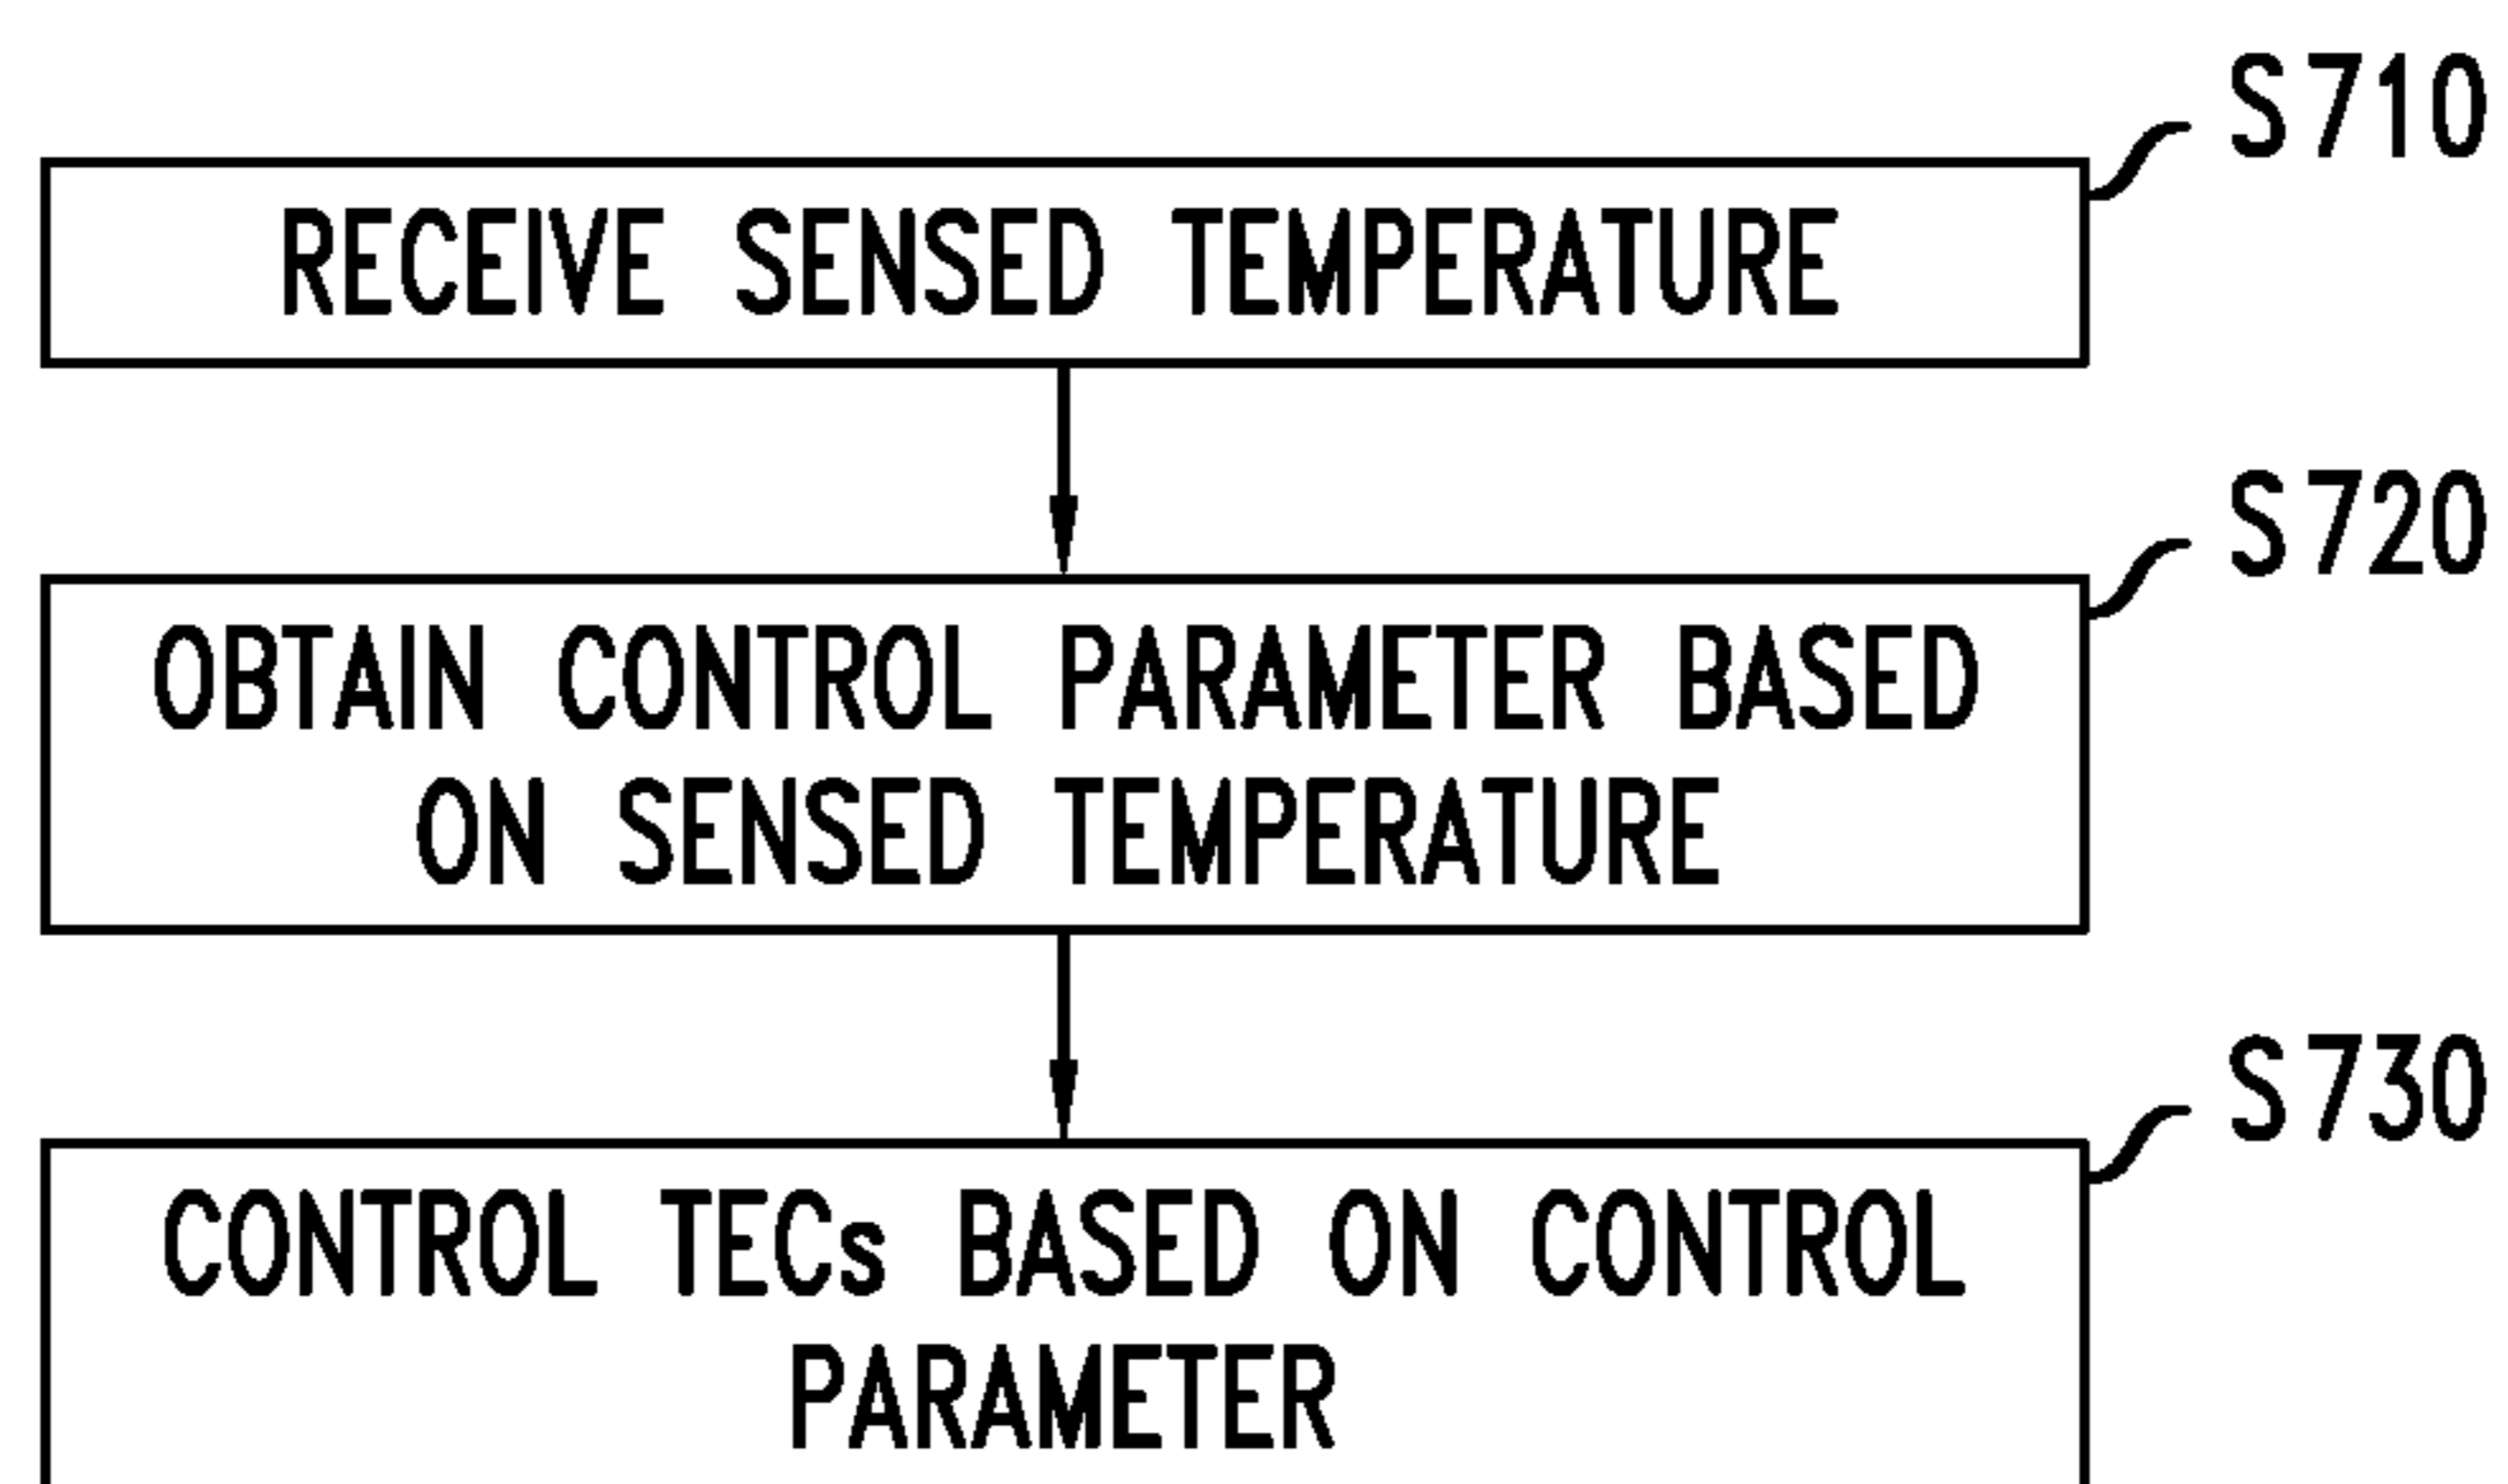 S710
RECEIVE SENSED TEMPERATURE
S720
OBTAIN CONTROL PARAMETER BASED
ON SENSED TEMPERATURE
S730
CONTROL TECs BASED ON CONTROL
PARAMETER